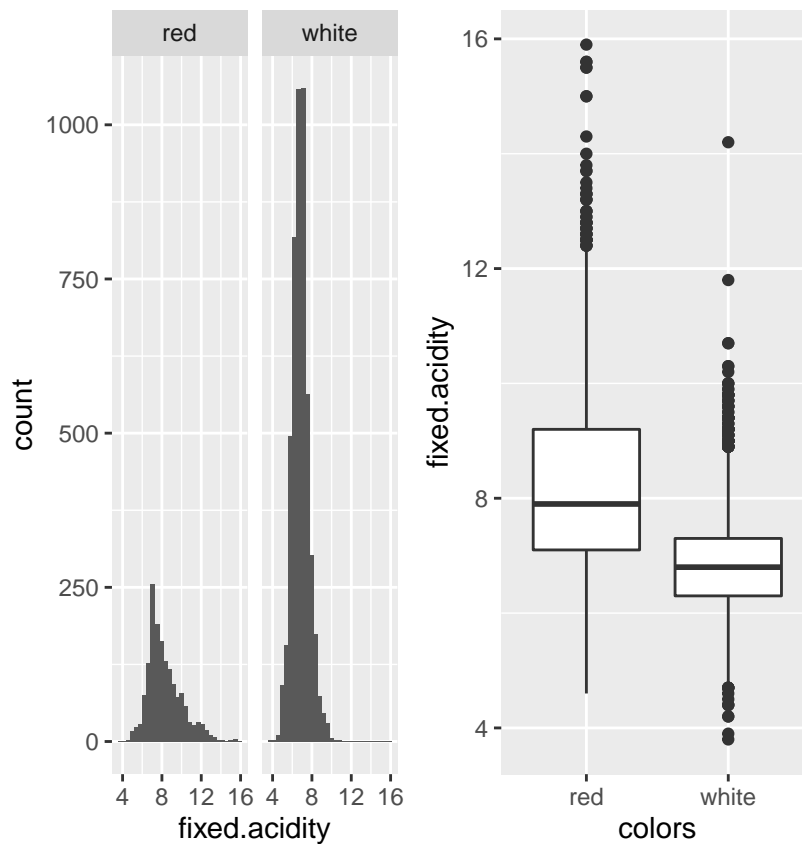 red
white
1000
750
500
250
0
count
4 8 12 16
4 8 12 16
fixed.acidity
16
12
8
4
fixed.acidity
red
white
colors